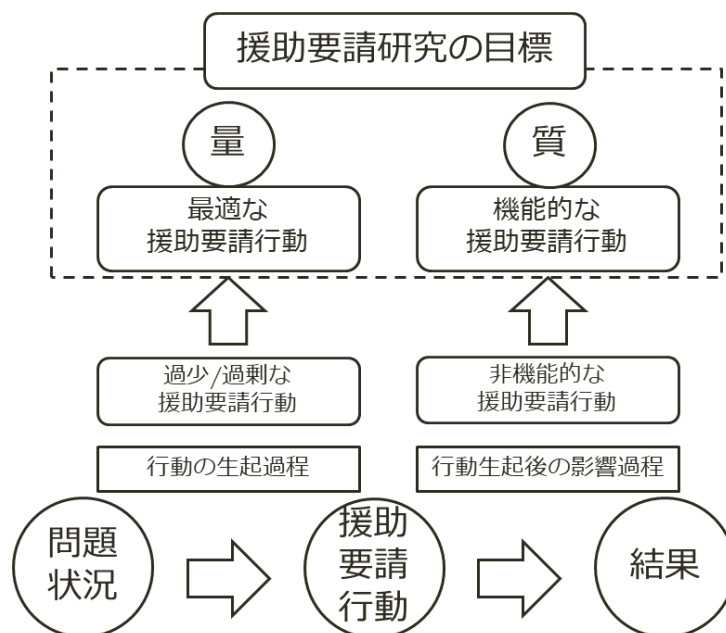 援助要請研究の目標
量
質
最適な
援助要請行動
機能的な
援助要請行動
過少/過剰な
援助要請行動
非機能的な
援助要請行動
行動の生起過程
行動生起後の影響過程
問題
状況
援助
要請
行動
結果